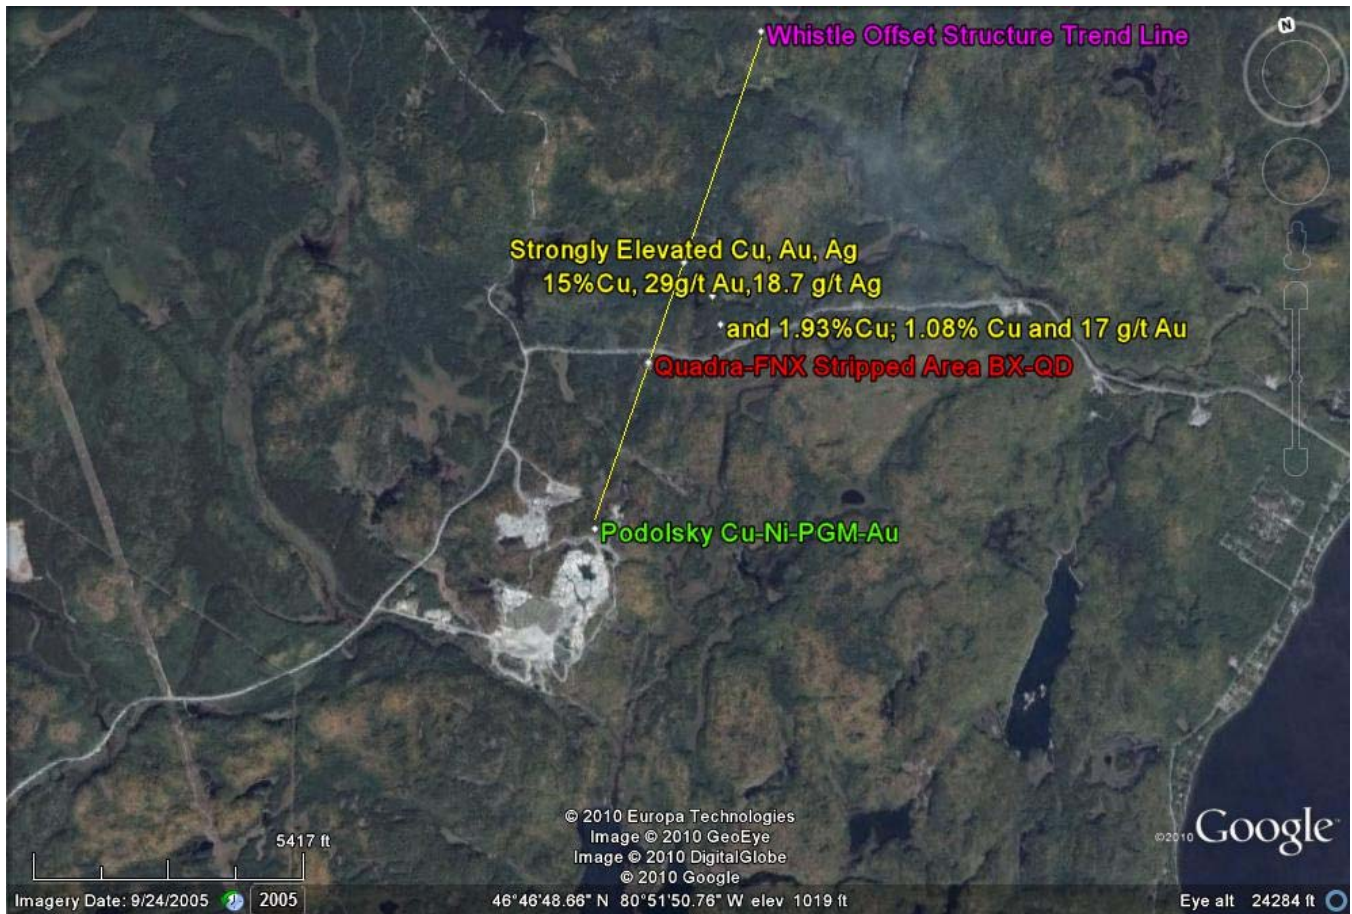 N
Whistle Offset Structure Trend Line
Strongly Elevated Cu, Au, Ag
15%Cu, 29g/t Au,18.7 g/t Ag
and 1.93%Cu; 1.08% Cu and 17 g/t Au
Quadra-FNX Stripped Area BX-QD
Podolsky Cu-Ni-PGM-Au
© 2010 Europa Technologies
Image © 2010 GeoEye
Image © 2010 DigitalGlobe
© 2010 Google
©2010 Google™
5417 ft
Imagery Date: 9/24/2005 2005 46°46'48.66" N 80°51'50.76" W elev 1019 ft Eye alt 24284 ft